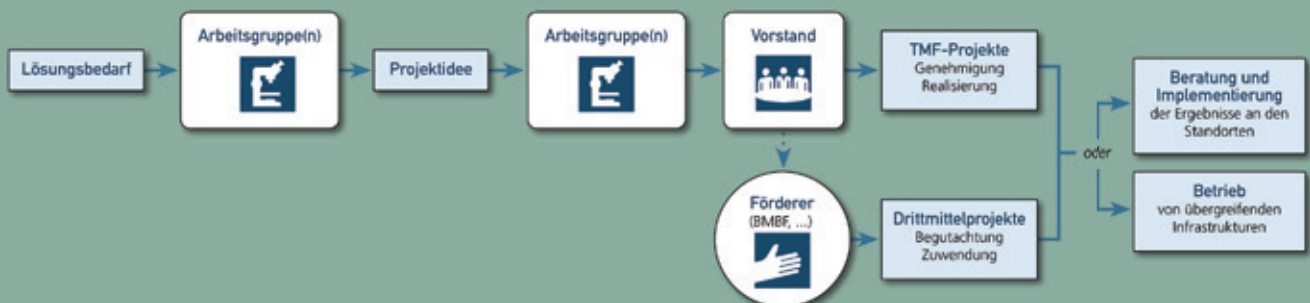 Lösungsbedarf
Arbeitsgruppe(n)
Projektidee
Arbeitsgruppe(n)
Vorstand
TMF-Projekte
Genehmigung
Realisierung
Förderer
(BMBF, ...)
Drittmittelprojekte
Begutachtung
Zuwendung
oder
Beratung und
Implementierung
der Ergebnisse an den
Standorten
Betrieb
von übergreifenden
Infrastrukturen